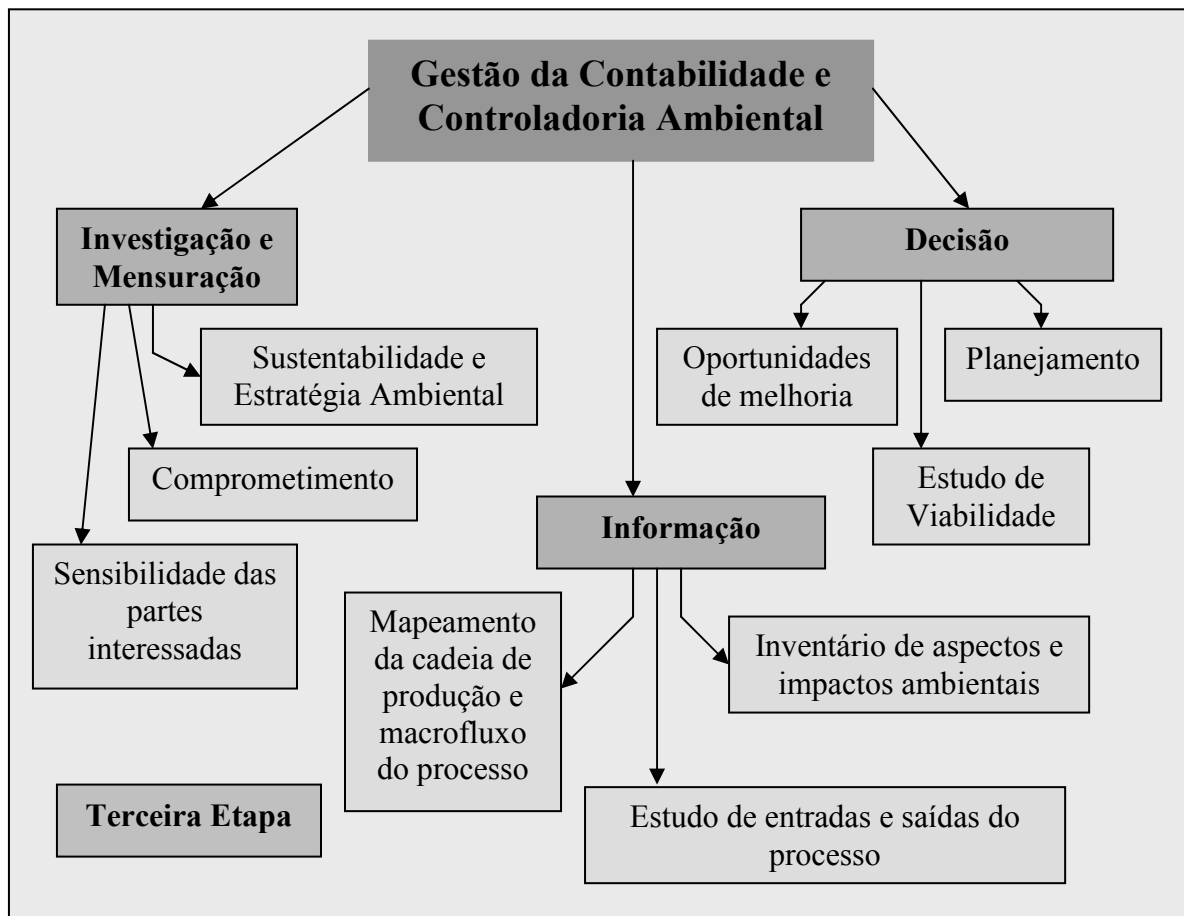 Gestão da Contabilidade e
Controladoria Ambiental
Investigação e
Mensuração
Sustentabilidade e
Estratégia Ambiental
Comprometimento
Sensibilidade das
partes
interessadas
Decisão
Oportunidades
de melhoria
Planejamento
Estudo de
Viabilidade
Informação
Mapeamento
da cadeia de
produção e
macrofluxo
do processo
Inventário de aspectos e
impactos ambientais
Estudo de entradas e saídas do
processo
Terceira Etapa